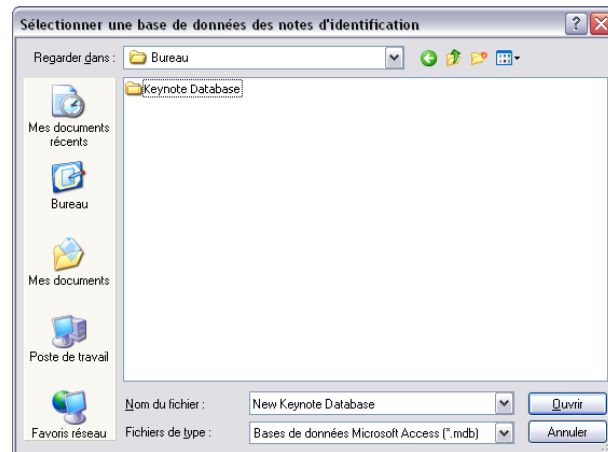 Sélectionner une base de données des notes d'identification
Regarder dans :
Bureau
Keynote Database
Mes documents
récents
Bureau
Mes documents
Poste de travail
Favoris réseau
Nom du fichier :
New Keynote Database
Ouvrir
Fichiers de type :
Bases de données Microsoft Access (*.mdb)
Annuler